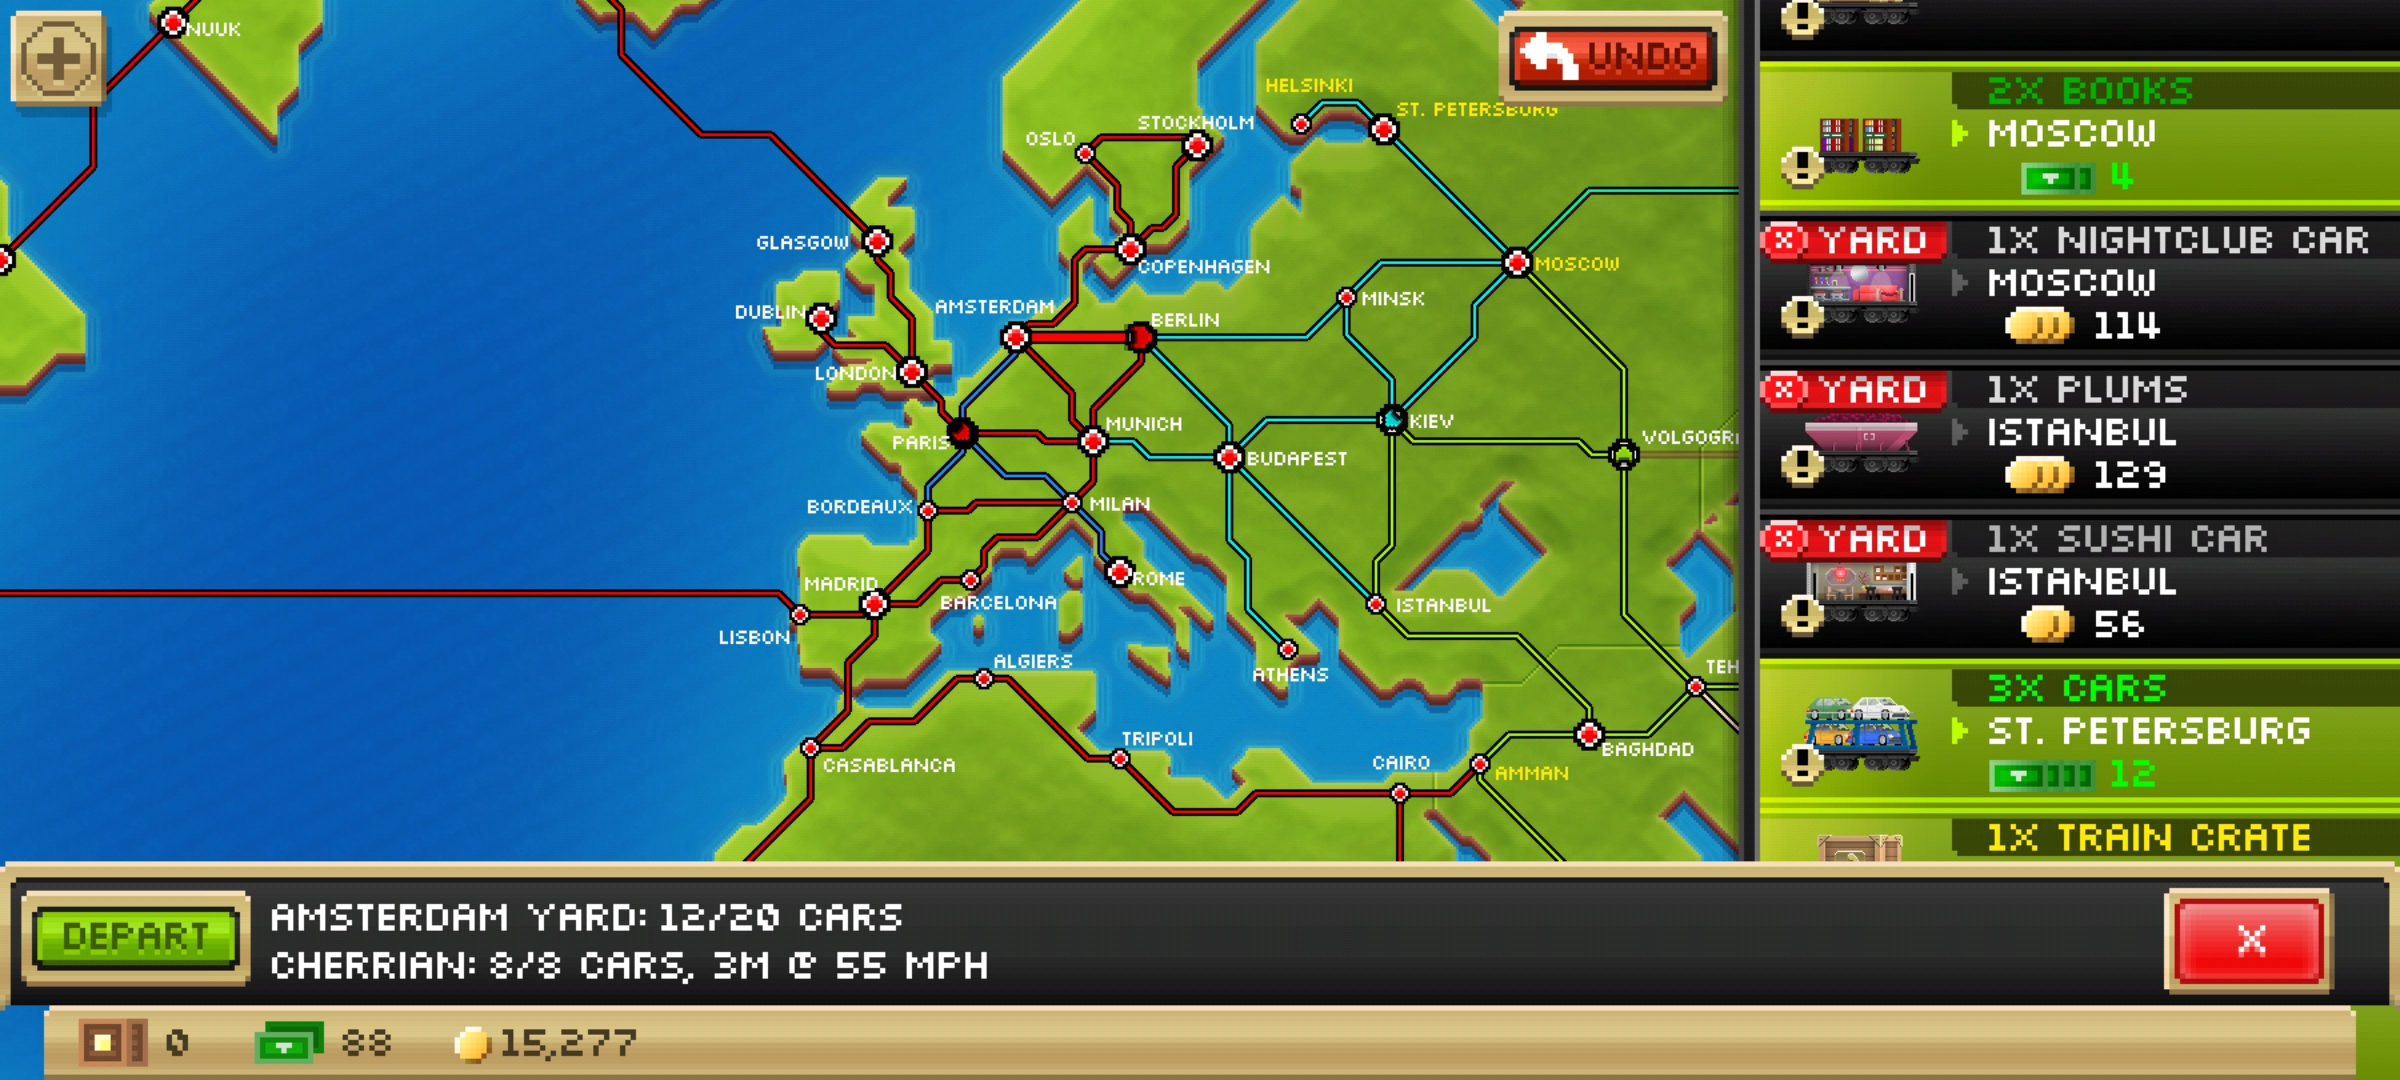 NUUK
UNDO
HELSINKI
ST. PETERSBURG
STOCKHOLM
OSLO
GLASGOW
COPENHAGEN
MOSCOW
MINSK
DUBLIN
AMSTERDAM
BERLIN
LONDON
PARIS
MUNICH
KIEV
BUDAPEST
BORDEAUX
MILAN
MADRID
ROME
BARCELONA
ISTANBUL
LISBON
ALGIERS
ATHENS
CASABLANCA
TRIPOLI
CAIRO
AMMAN
BAGHDAD
2X BOOKS
MOSCOW
4
YARD 1X NIGHTCLUB CAR
MOSCOW
114
YARD 1X PLUMS
ISTANBUL
129
YARD 1X SUSHI CAR
ISTANBUL
56
3X CARS
ST. PETERSBURG
12
1X TRAIN CRATE
DEPART
AMSTERDAM YARD: 12/20 CARS
CHERRIAN: 8/8 CARS, 3M @ 55 MPH
X
0 88 15,277